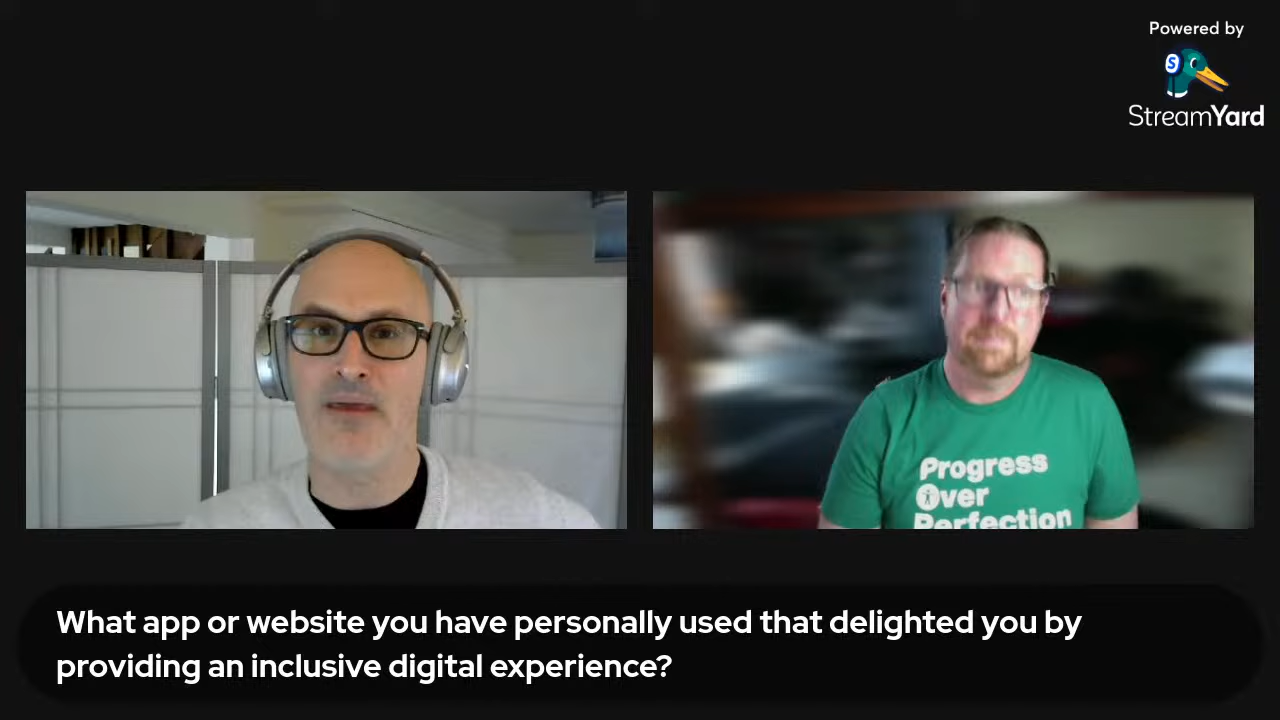 Powered by
S
StreamYard
Progress
Over
Perfection
What app or website you have personally used that delighted you by
providing an inclusive digital experience?